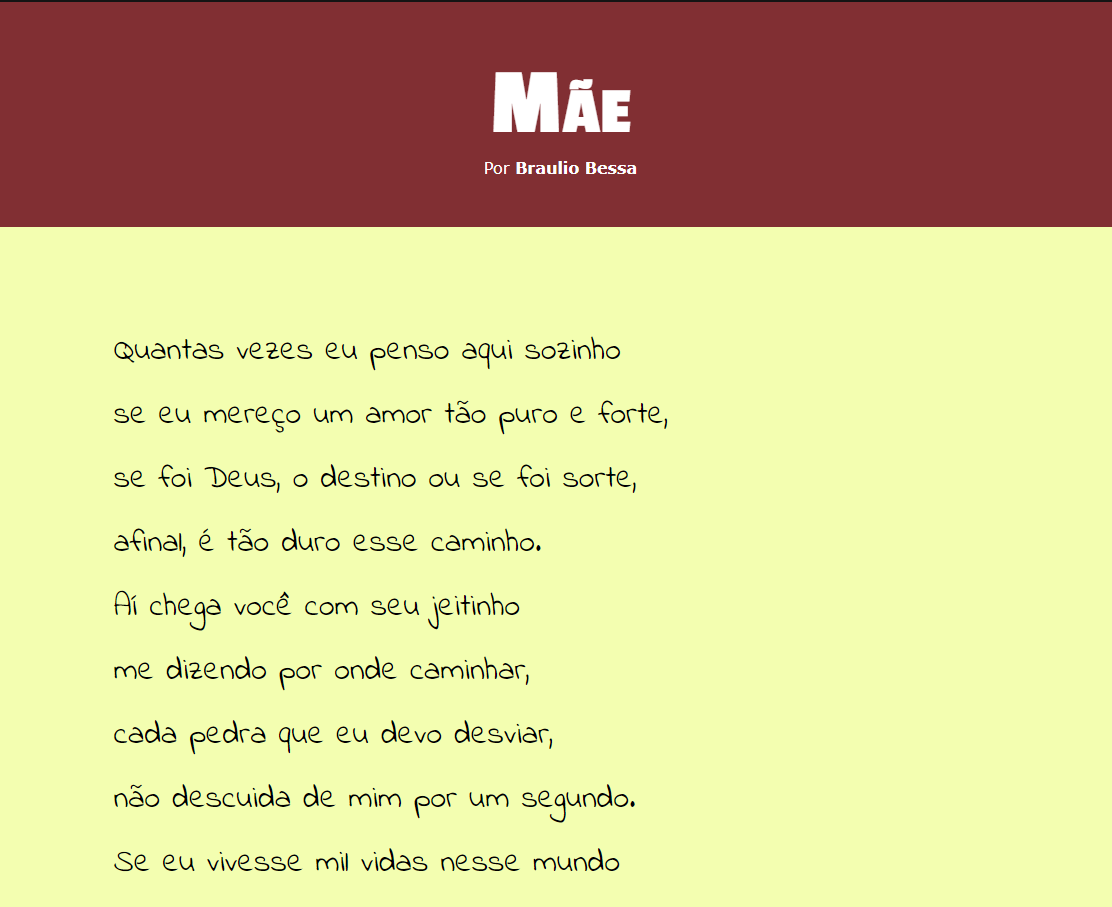 Mãe
Por Braulio Bessa
Quantas vezes eu penso aqui sozinho
se eu mereço um amor tão puro e forte,
se foi Deus, o destino ou se foi sorte,
afinal, é tão duro esse caminho.
Aí chega você com seu jeitinho
me dizendo por onde caminhar,
cada pedra que eu devo desviar,
não descuida de mim por um segundo.
Se eu vivesse mil vidas nesse mundo